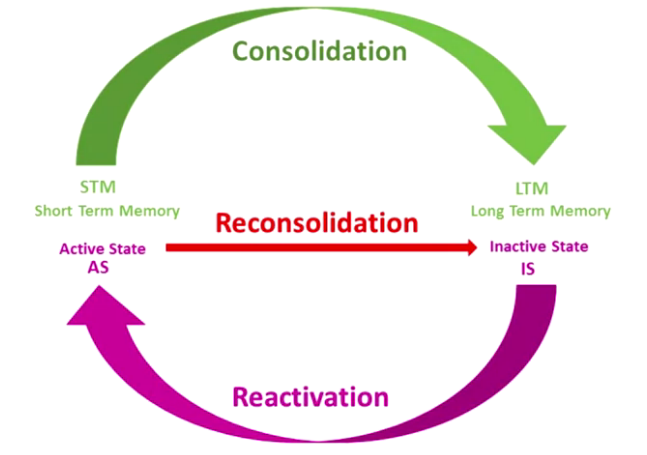 Consolidation
STM
Short Term Memory
LTM
Long Term Memory
Reconsolidation
Active State
AS
Inactive State
IS
Reactivation